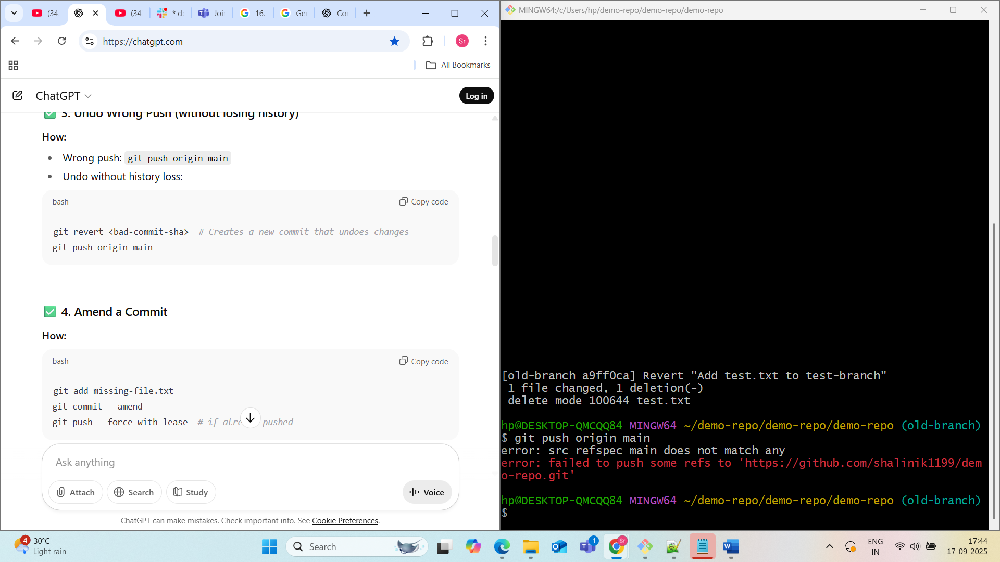 (34
(34
* d
Joi
16.
Ge
Co
https://chatgpt.com
Sr
All Bookmarks
ChatGPT
Log in
3. Undo Wrong Push (without losing history)
How:
Wrong push: git push origin main
Undo without history loss:
bash
Copy code
git revert <bad-commit-sha>  # Creates a new commit that undoes changes
git push origin main
4. Amend a Commit
How:
bash
Copy code
git add missing-file.txt
git commit --amend
git push --force-with-lease  # if alre pushed
Ask anything
Attach
Search
Study
Voice
ChatGPT can make mistakes. Check important info. See Cookie Preferences.
MINGW64:/c/Users/hp/demo-repo/demo-repo/demo-repo
[old-branch a9ff0ca] Revert "Add test.txt to test-branch"
1 file changed, 1 deletion(-)
delete mode 100644 test.txt
hp@DESKTOP-QMCQQ84 MINGW64 ~/demo-repo/demo-repo/demo-repo (old-branch)
$ git push origin main
error: src refspec main does not match any
error: failed to push some refs to 'https://github.com/shalinik1199/dem
o-repo.git'
hp@DESKTOP-QMCQQ84 MINGW64 ~/demo-repo/demo-repo/demo-repo (old-branch)
$
4
30°C
Light rain
Search
1
Sr
ENG
IN
17:44
17-09-2025